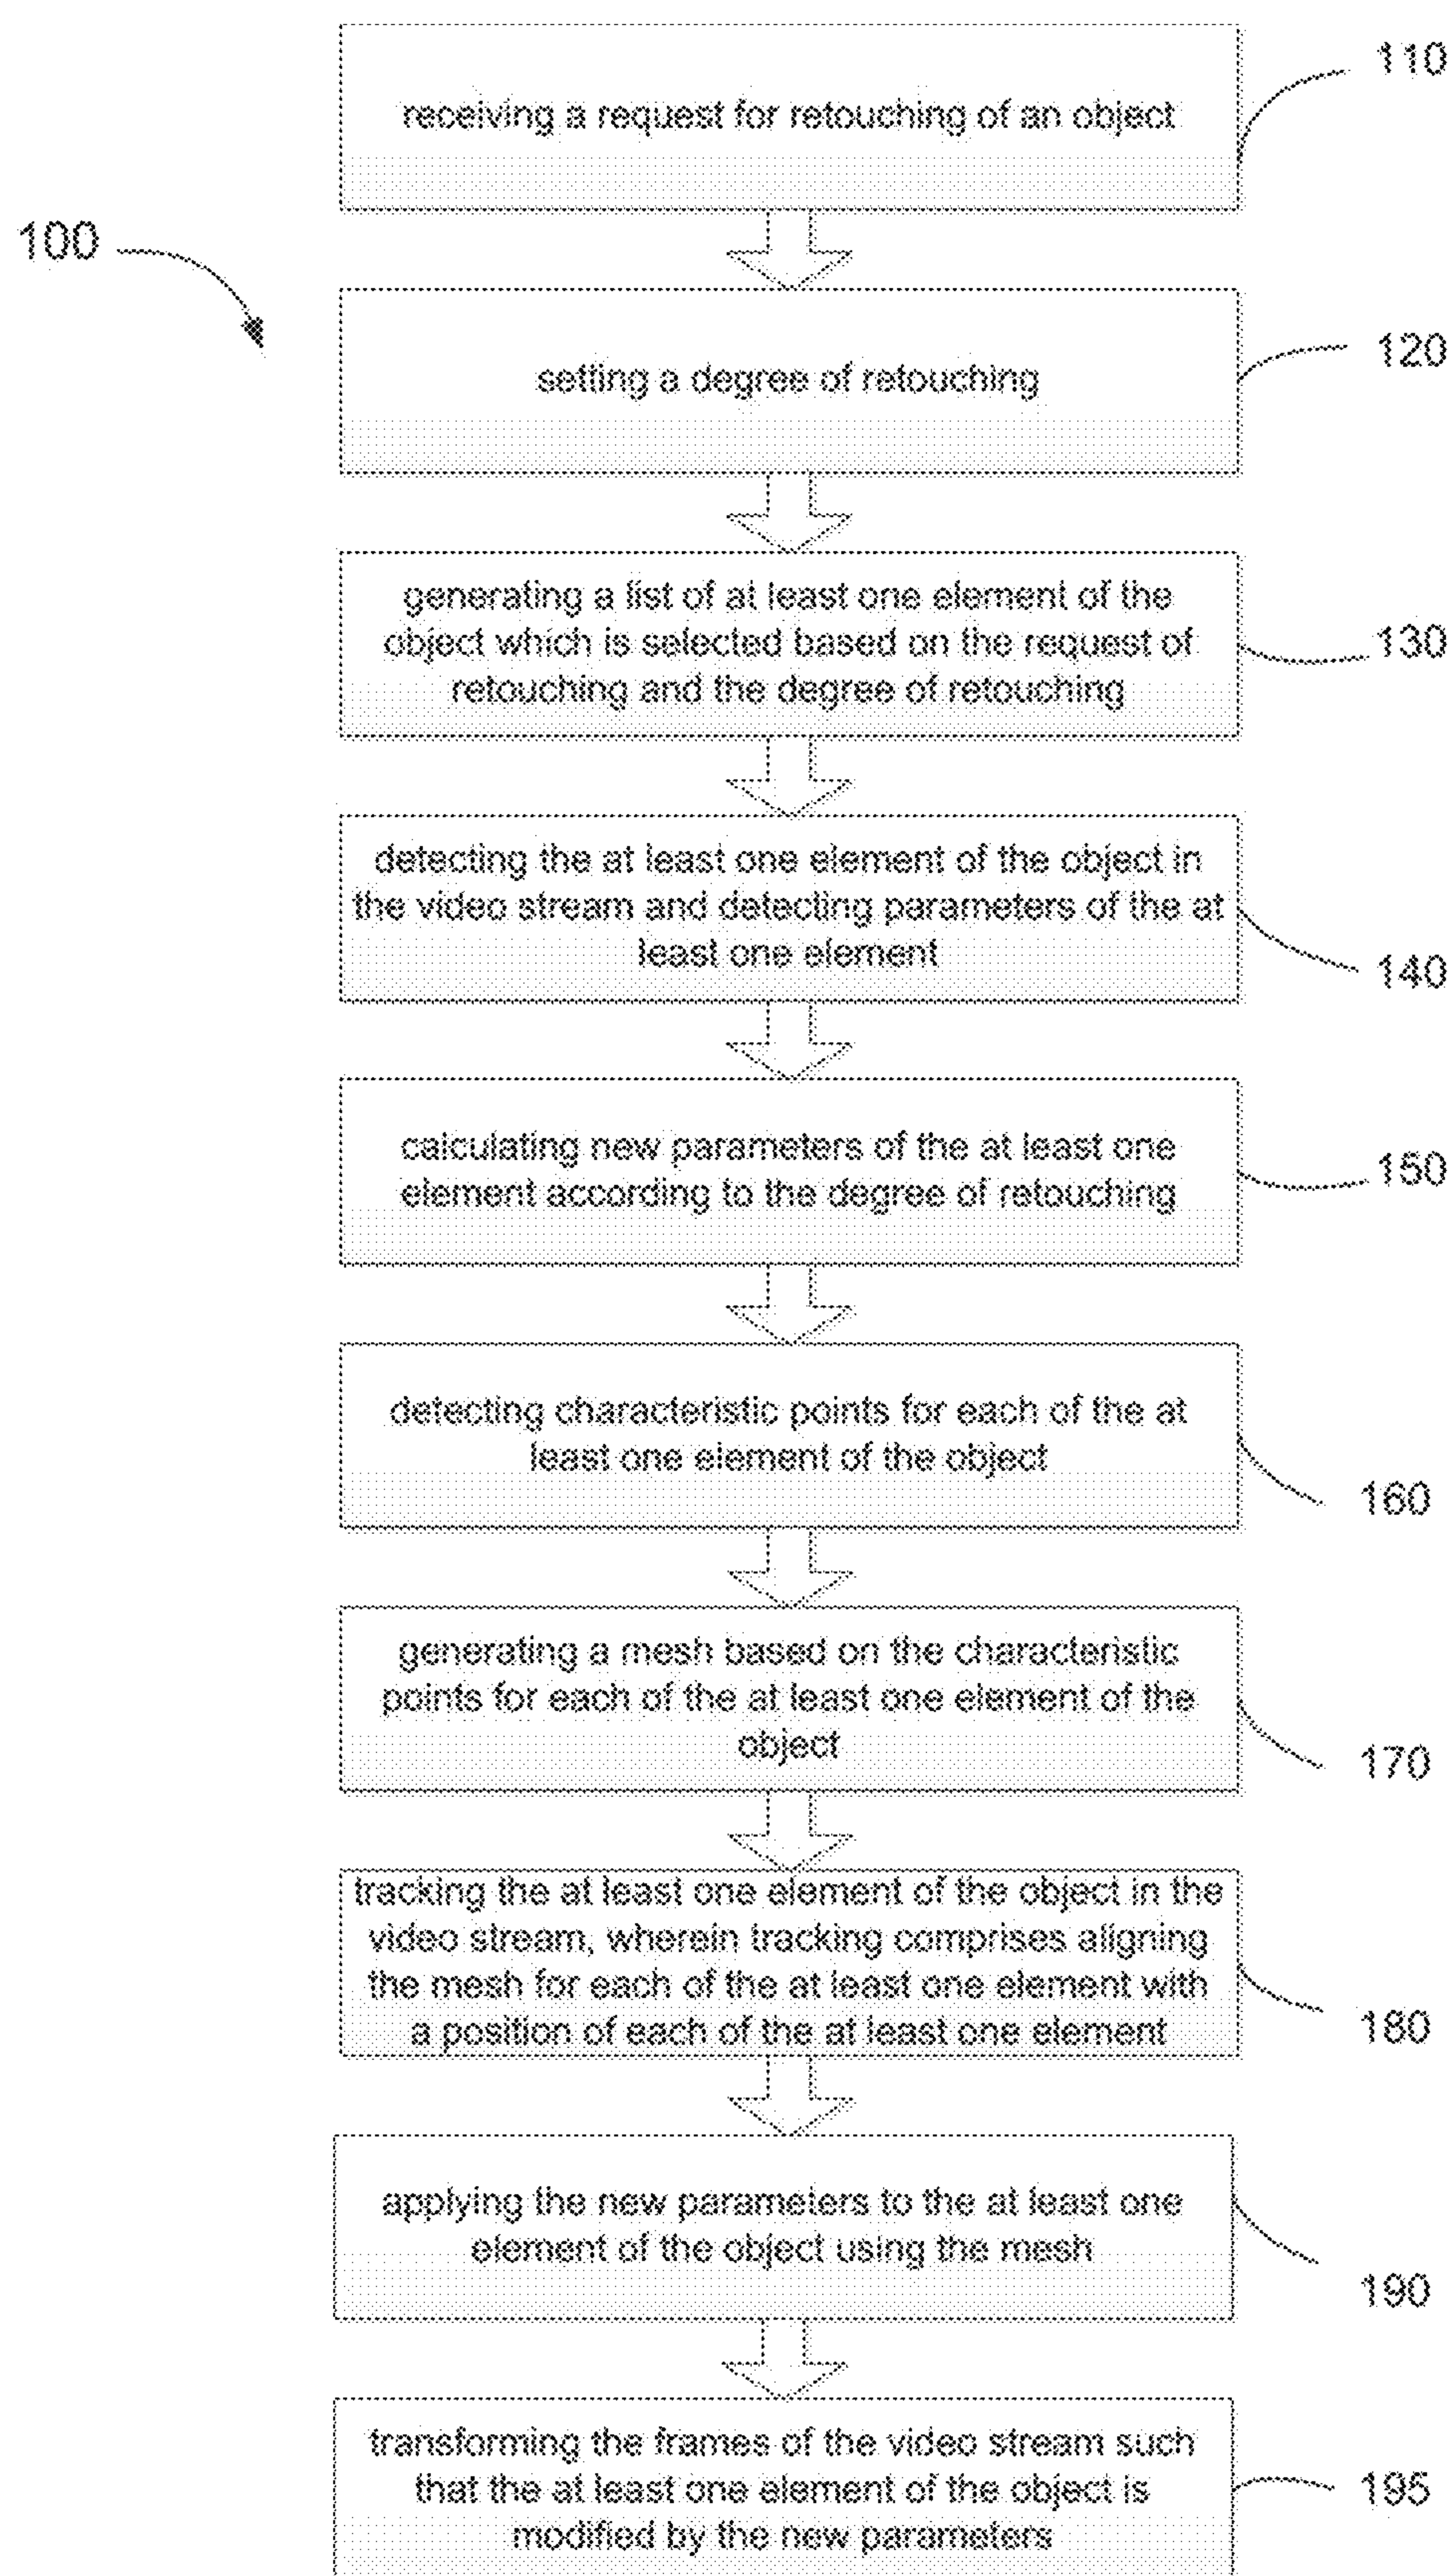 110
receiving a request for retouching of an object
100
120
setting a degree of retouching
generating a list of at least one element of the
object which is selected based on the request of
retouching and the degree of retouching
130
detecting the at least one element of the object in
the video stream and detecting parameters of the at
least one element
140
calculating new parameters of the at least one
element according to the degree of retouching
150
detecting characteristic points for each of the at
least one element of the object
160
generating a mesh based on the characteristic
points for each of the at least one element of the
object
170
tracking the at least one element of the object in the
video stream, wherein tracking comprises aligning
the mesh for each of the at least one element with
a position of each of the at least one element
180
applying the new parameters to the at least one
element of the object using the mesh
190
transforming the frames of the video stream such
that the at least one element of the object is
modified by the new parameters
195